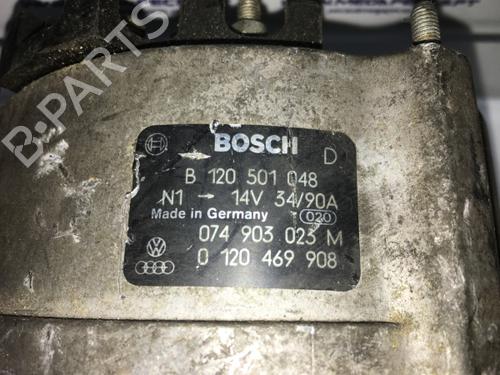 BOSCH D
B 120 501 048
N1 → 14V 34/90A
Made in Germany 020
074 903 023 M
0 120 469 908
B-PARTS